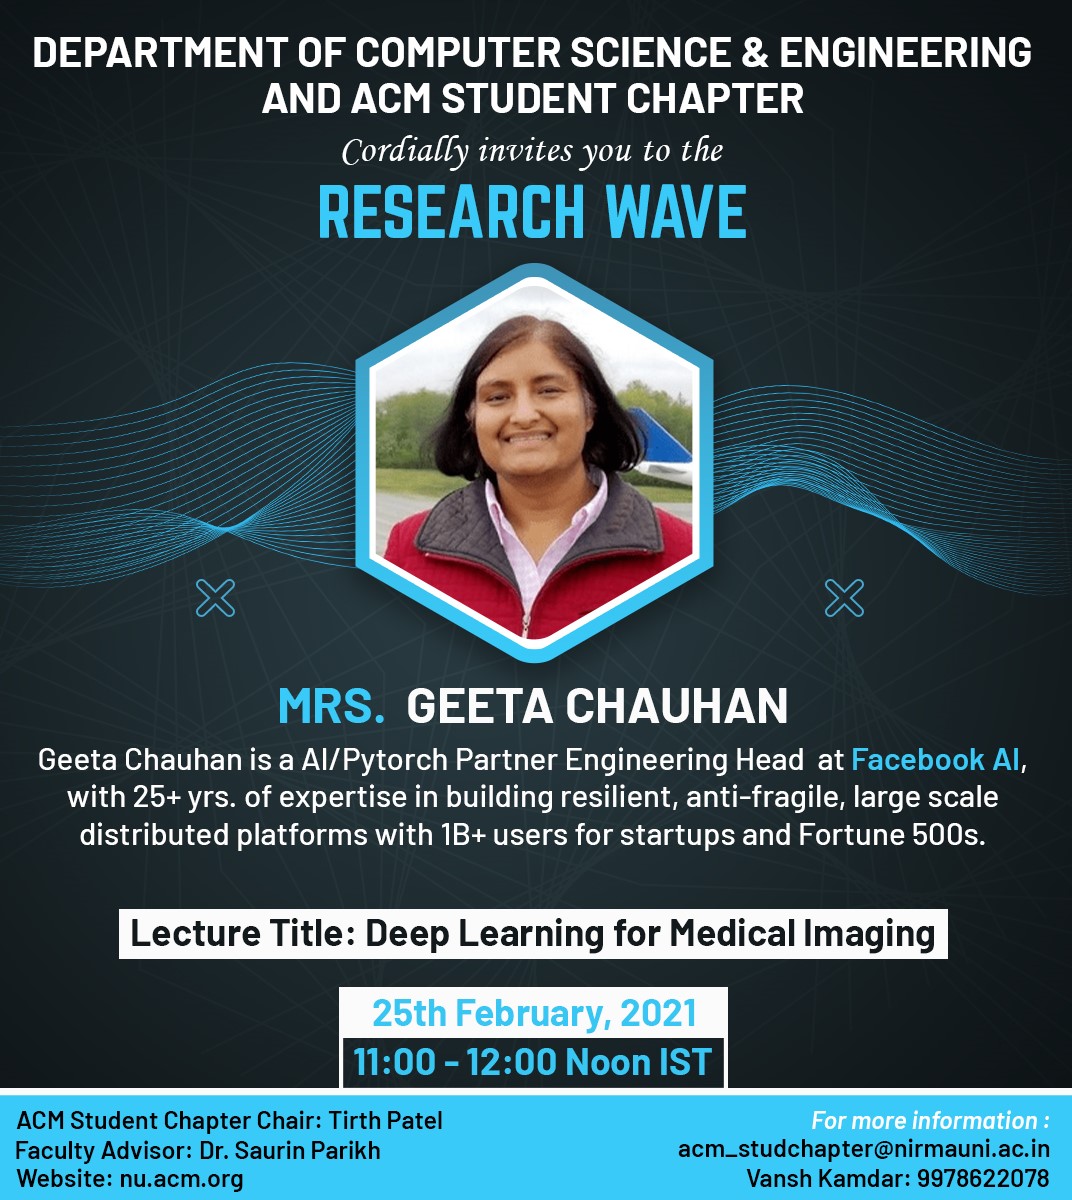 DEPARTMENT OF COMPUTER SCIENCE & ENGINEERING
AND ACM STUDENT CHAPTER
Cordially invites you to the
RESEARCH WAVE
MRS. GEETA CHAUHAN
Geeta Chauhan is a AI/Pytorch Partner Engineering Head at Facebook AI,
with 25+ yrs. of expertise in building resilient, anti-fragile, large scale
distributed platforms with 1B+ users for startups and Fortune 500s.
Lecture Title: Deep Learning for Medical Imaging
25th February, 2021
11:00 - 12:00 Noon IST
ACM Student Chapter Chair: Tirth Patel
Faculty Advisor: Dr. Saurin Parikh
Website: nu.acm.org
For more information :
acm_studchapter@nirmauni.ac.in
Vansh Kamdar: 9978622078